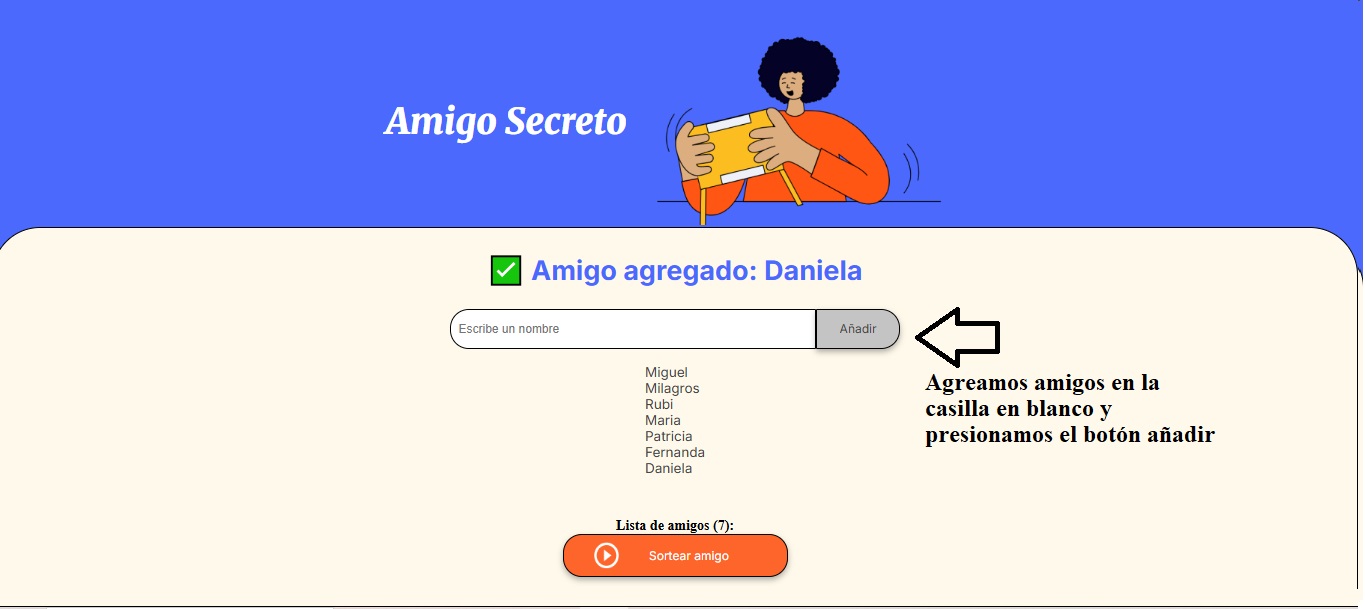 Amigo Secreto
✅ Amigo agregado: Daniela
Escribe un nombre
Añadir
Miguel
Milagros
Rubi
Maria
Patricia
Fernanda
Daniela
Agreamos amigos en la
casilla en blanco y
presionamos el botón añadir
Lista de amigos (7):
Sortear amigo